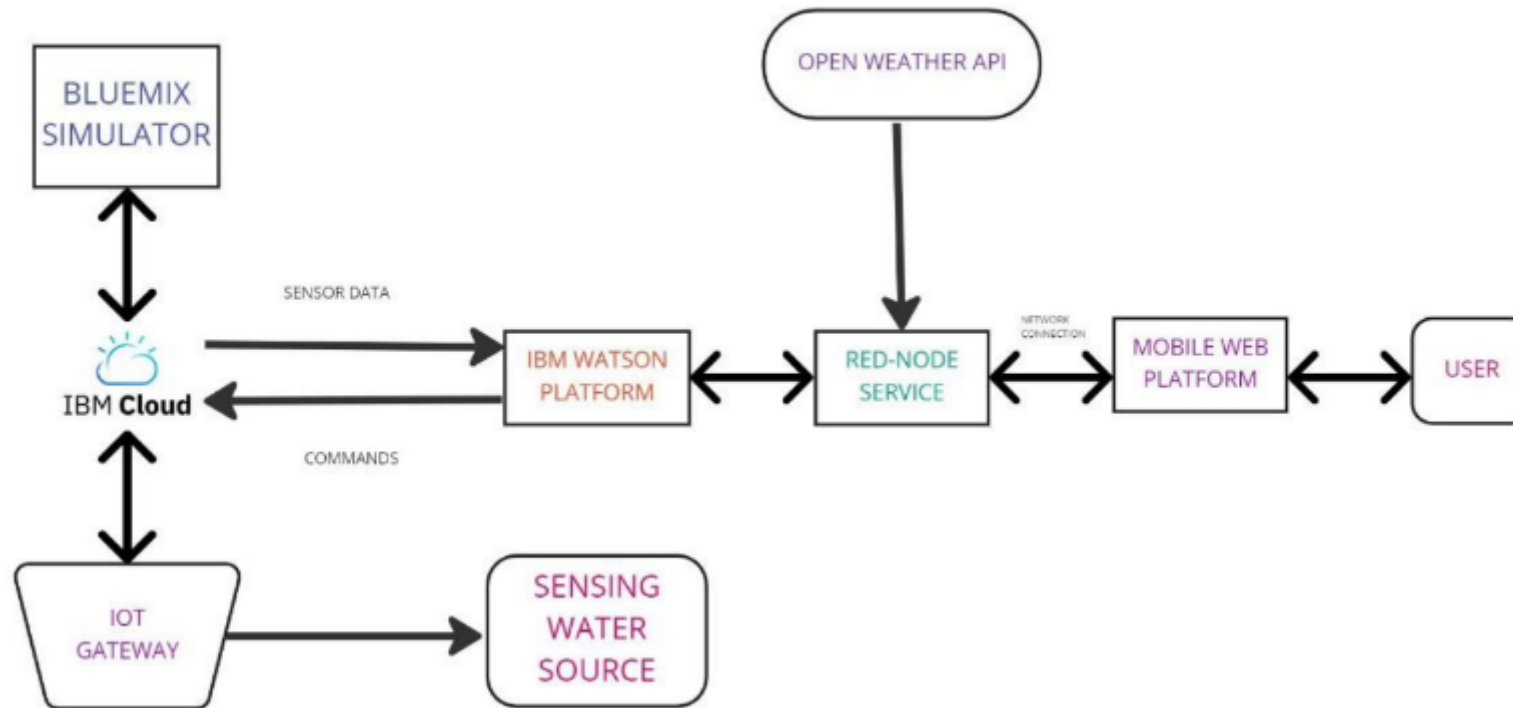 OPEN WEATHER API
BLUEMIX
SIMULATOR
SENSOR DATA
IBM Cloud
IBM WATSON
PLATFORM
RED-NODE
SERVICE
NETWORK
CONNECTION
MOBILE WEB
PLATFORM
USER
COMMANDS
IOT
GATEWAY
SENSING
WATER
SOURCE